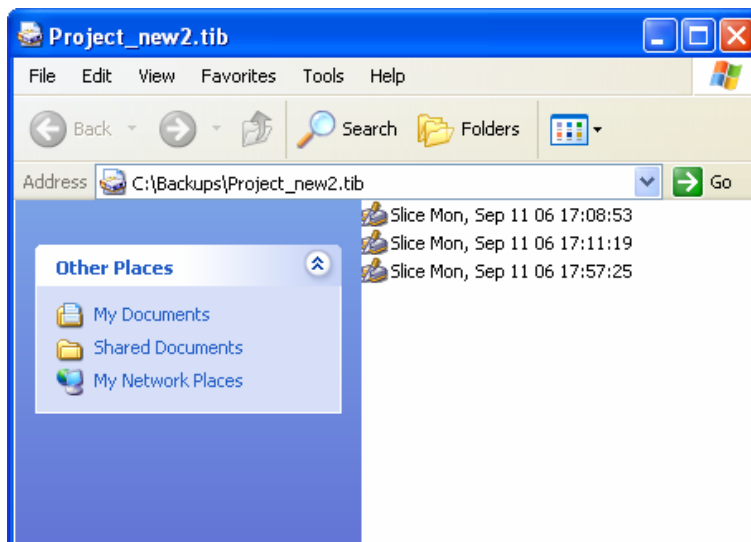 Project_new2.tib
File Edit View Favorites Tools Help
Back Search Folders
Address C:\Backups\Project_new2.tib Go
Other Places
My Documents
Shared Documents
My Network Places
Slice Mon, Sep 11 06 17:08:53
Slice Mon, Sep 11 06 17:11:19
Slice Mon, Sep 11 06 17:57:25